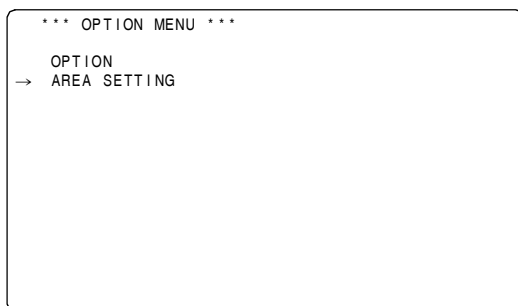 *** OPTION MENU ***
OPTION
→ AREA SETTING